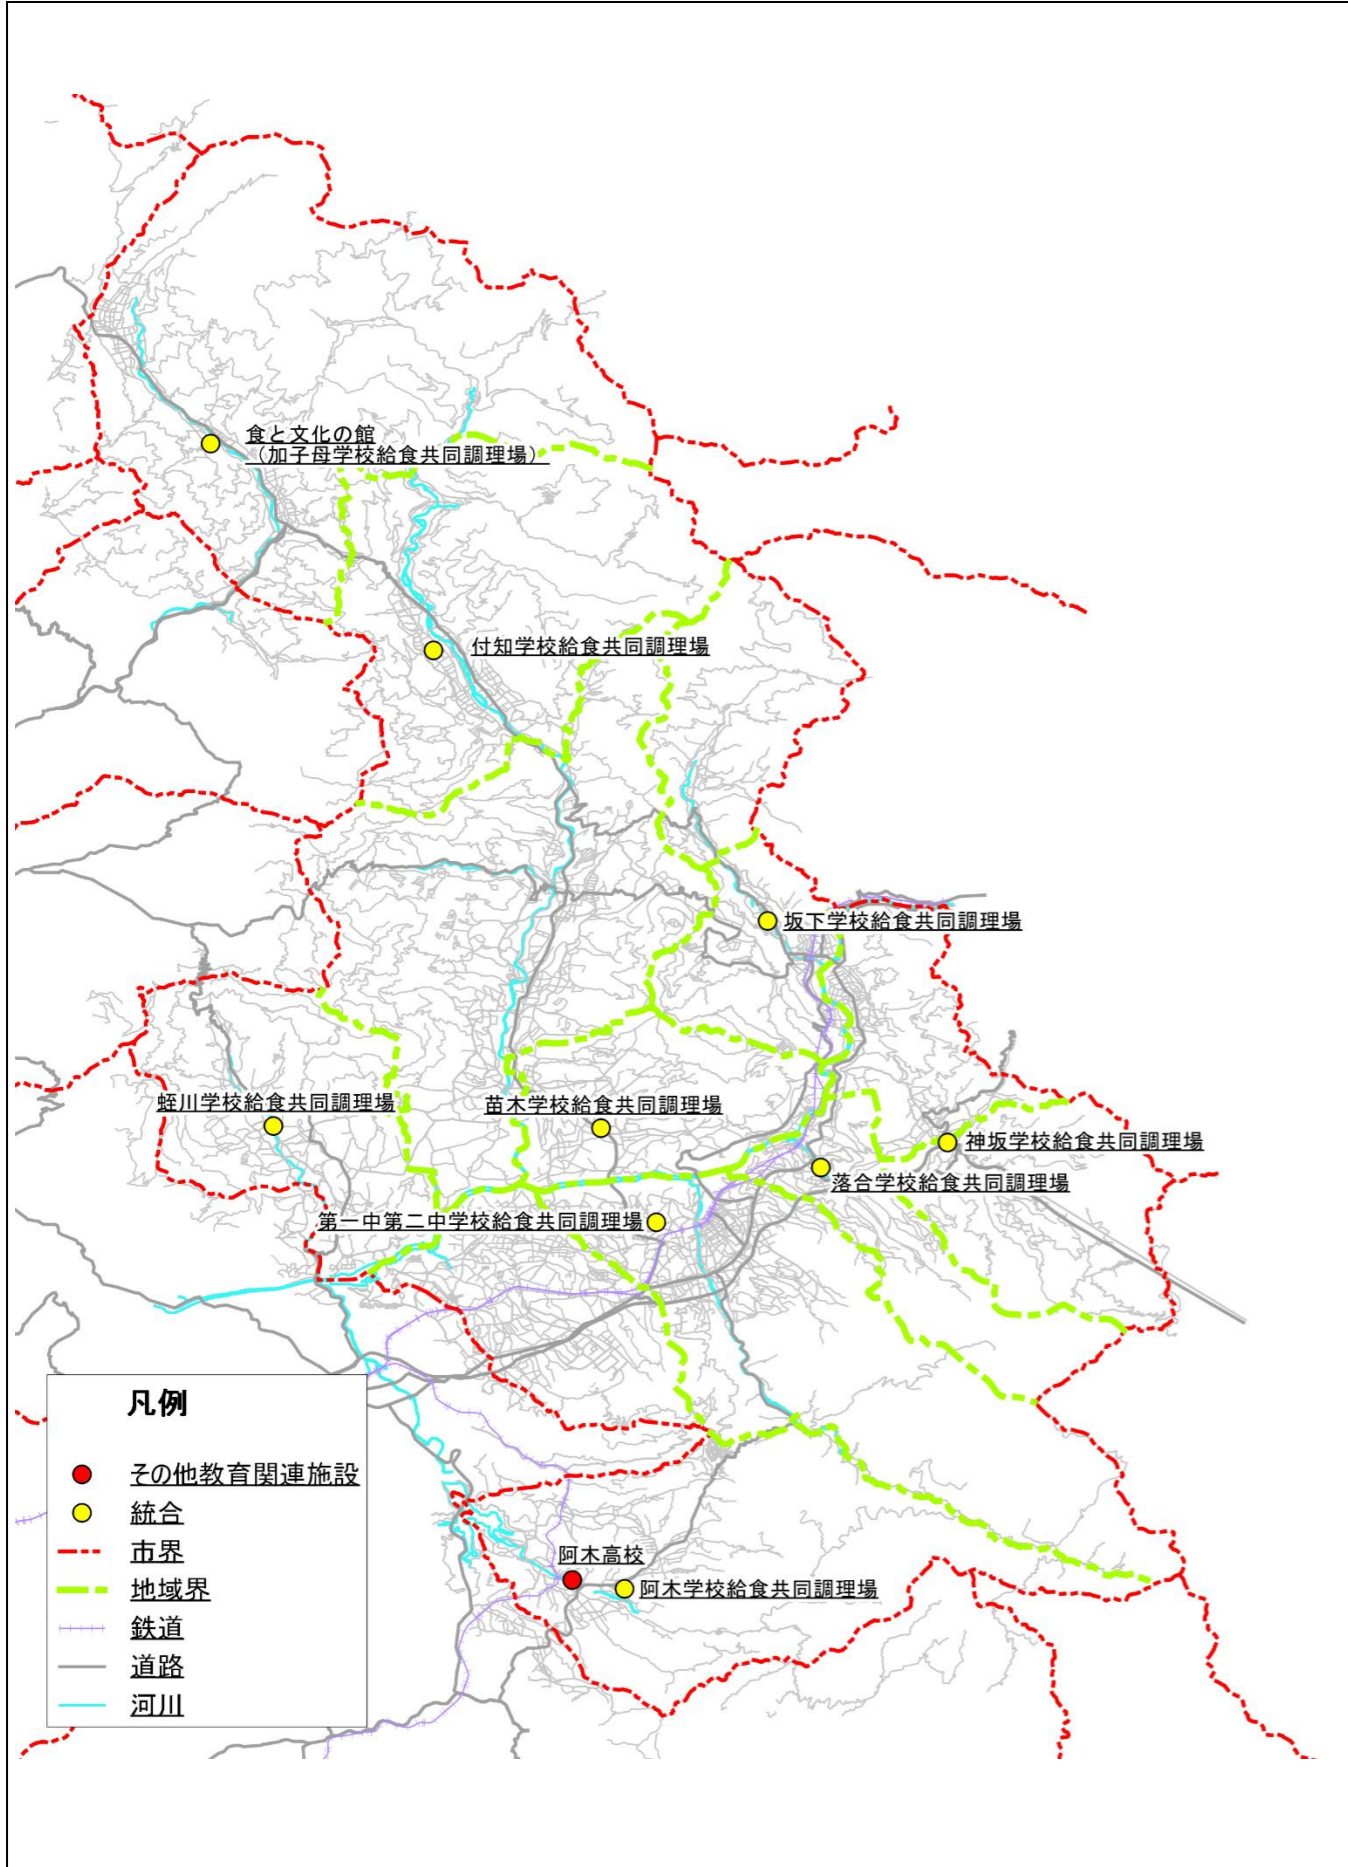 食と文化の館
（加子母学校給食共同調理場）
付知学校給食共同調理場
坂下学校給食共同調理場
蛭川学校給食共同調理場
苗木学校給食共同調理場
神坂学校給食共同調理場
落合学校給食共同調理場
第一中第二中学校給食共同調理場
凡例
その他教育関連施設
統合
市界
地域界
鉄道
道路
河川
阿木高校
阿木学校給食共同調理場